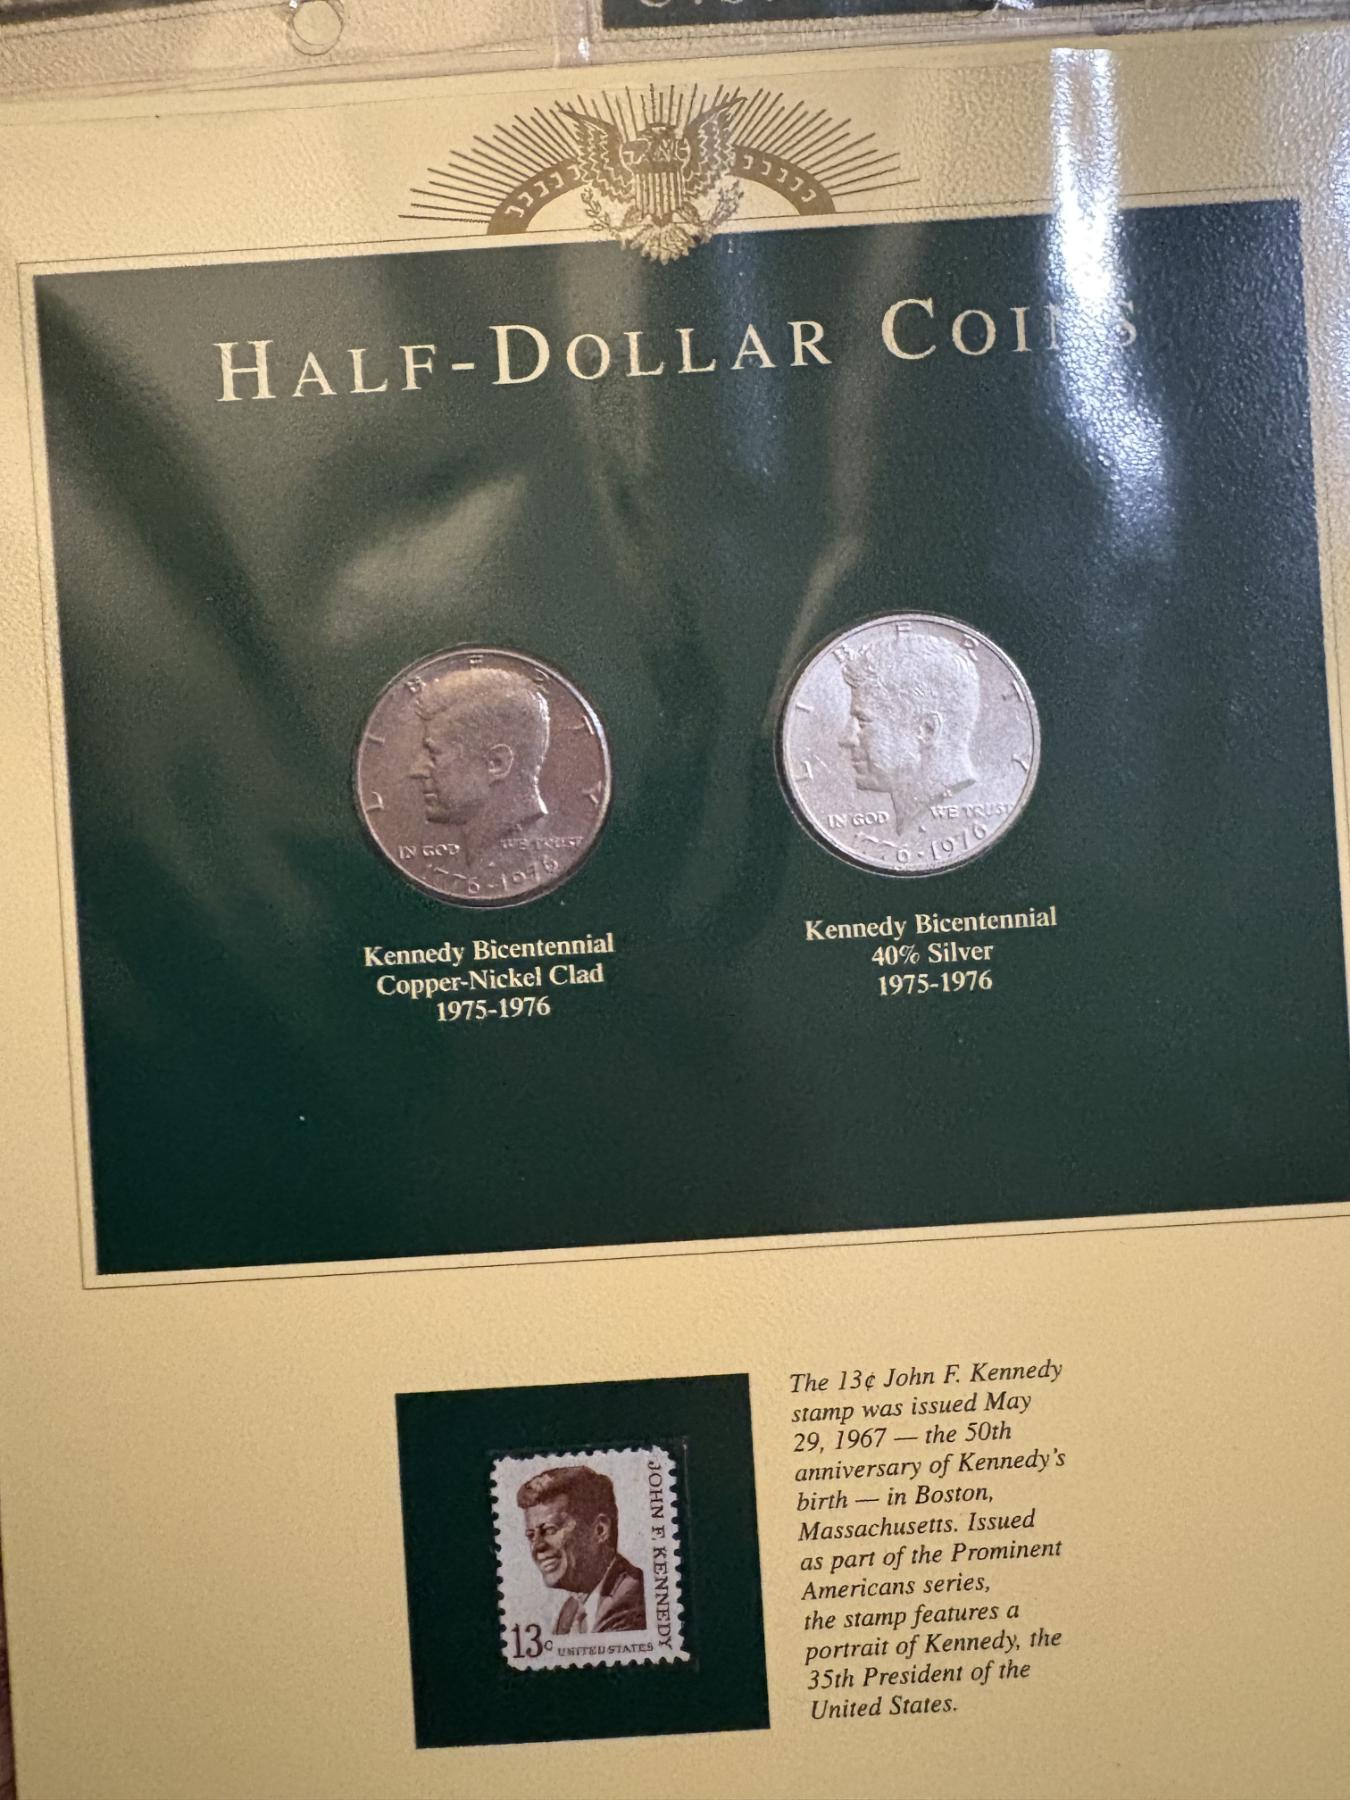 HALF-DOLLAR COINS
LIBERTY
IN GOD WE TRUST
1776-1976
LIBERTY
IN GOD WE TRUST
1776·1976
Kennedy Bicentennial
Copper-Nickel Clad
1975-1976
Kennedy Bicentennial
40% Silver
1975-1976
JOHN F. KENNEDY
13c UNITED STATES
The 13¢ John F. Kennedy
stamp was issued May
29, 1967 — the 50th
anniversary of Kennedy's
birth — in Boston,
Massachusetts. Issued
as part of the Prominent
Americans series,
the stamp features a
portrait of Kennedy, the
35th President of the
United States.